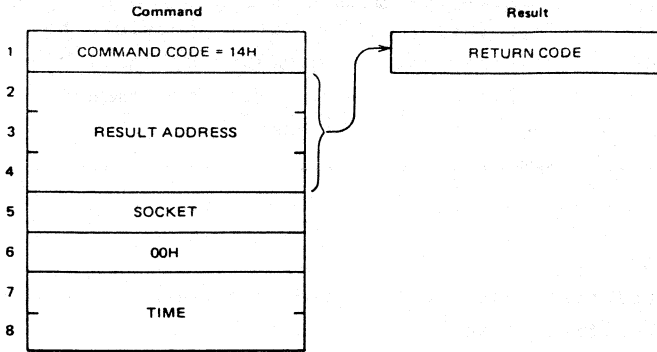 Command
Result
1
COMMAND CODE = 14H
RETURN CODE
2
3
RESULT ADDRESS
4
5
SOCKET
6
00H
7
TIME
8